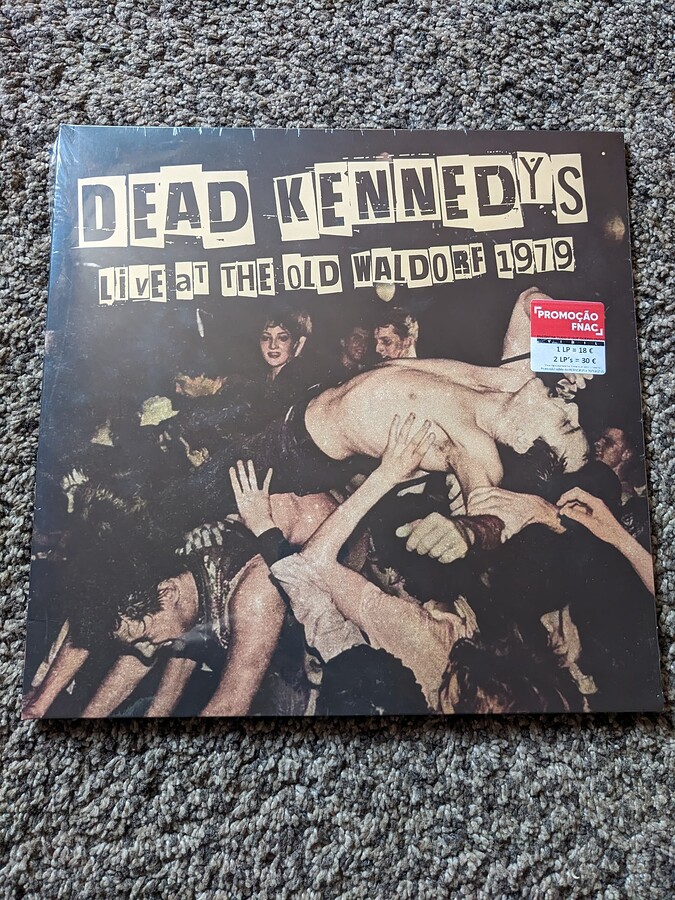 DEAD KENNEDYS
LiVE aT THE OLD WALDORF 1979
PROMOÇÃO
FNAC
1 LP = 18 €
2 LP's = 30 €